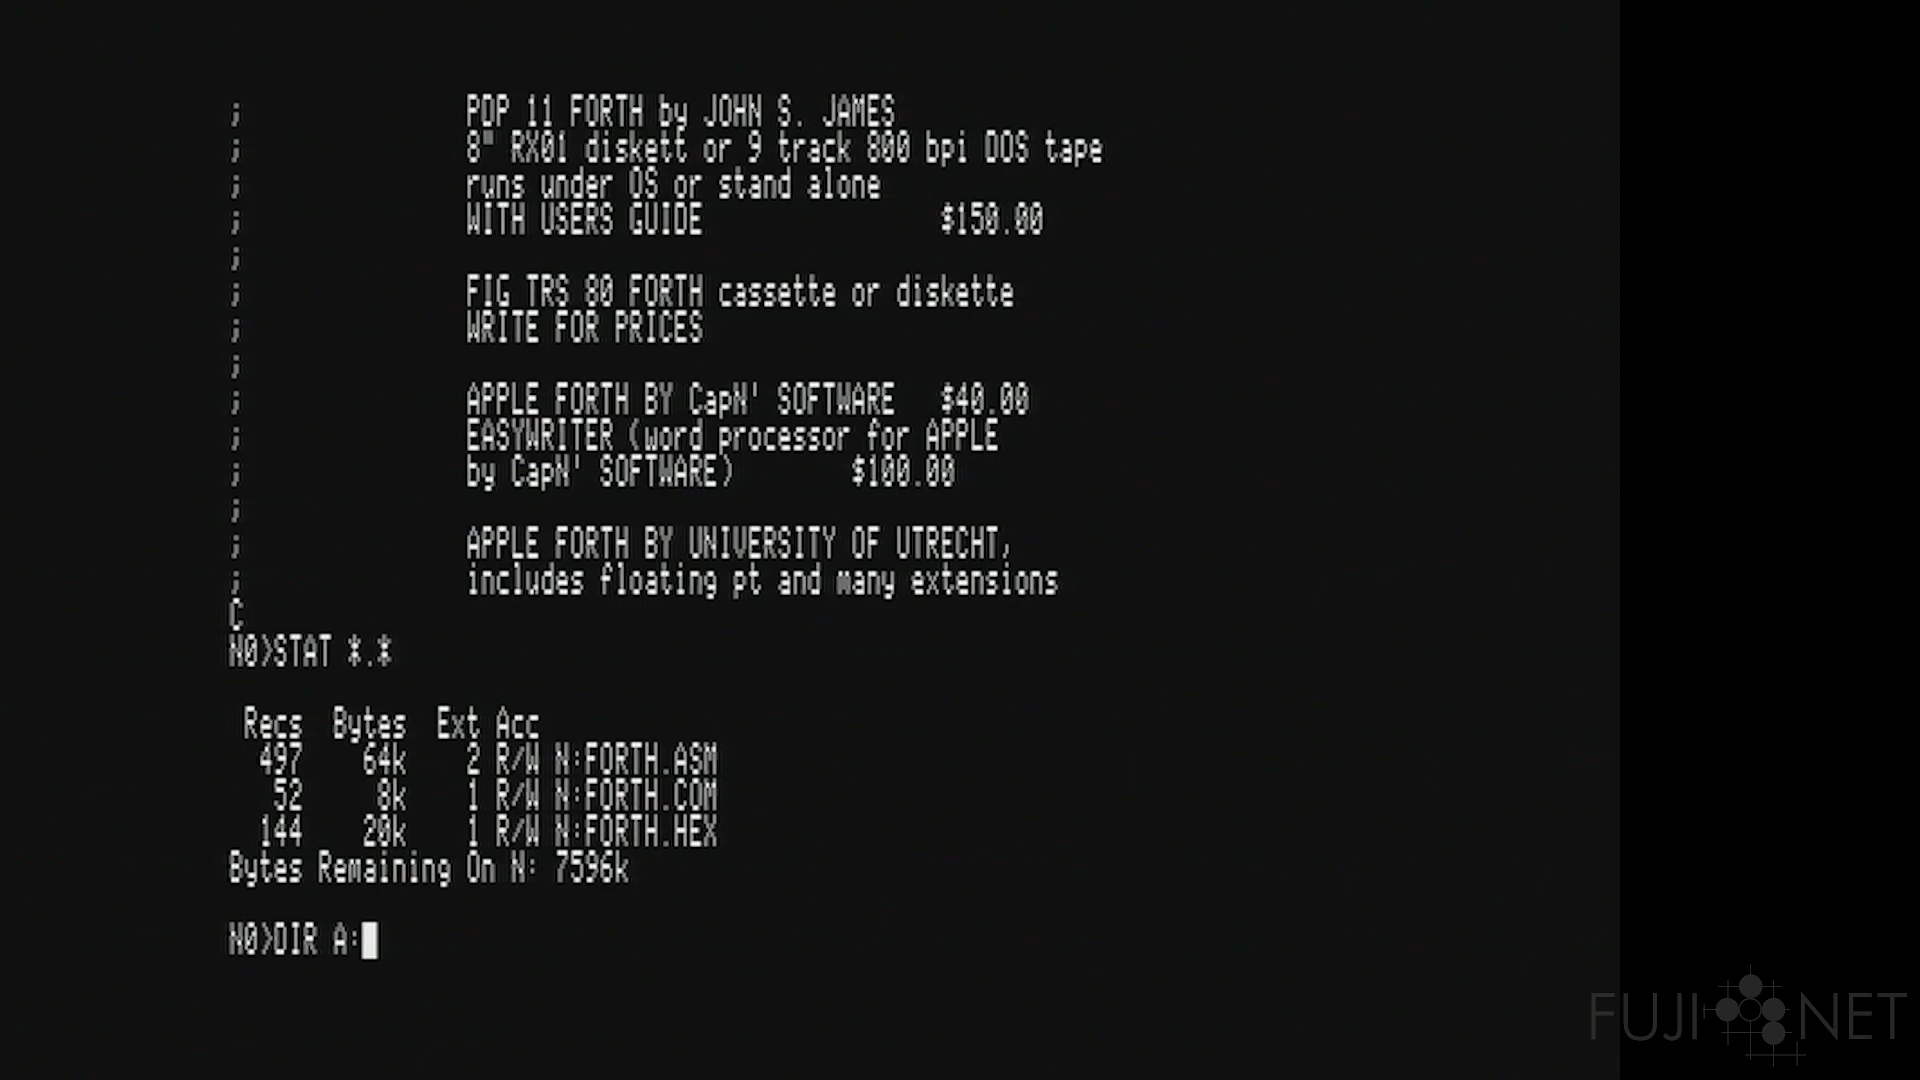 ;               PDP 11 FORTH by JOHN S. JAMES
;               8" RX01 diskett or 9 track 800 bpi DOS tape
;               runs under OS or stand alone
;               WITH USERS GUIDE                $150.00
;
;               FIG TRS 80 FORTH cassette or diskette
;               WRITE FOR PRICES
;
;               APPLE FORTH BY CapN' SOFTWARE   $40.00
;               EASYWRITER (word processor for APPLE
;               by CapN' SOFTWARE)        $100.00
;
;               APPLE FORTH BY UNIVERSITY OF UTRECHT,
;               includes floating pt and many extensions
C
N0>STAT *.*
 Recs  Bytes  Ext Acc
  497    64k    2 R/W N:FORTH.ASM
   52     8k    1 R/W N:FORTH.COM
  144    20k    1 R/W N:FORTH.HEX
Bytes Remaining On N: 7596k
N0>DIR A:
FUJI NET